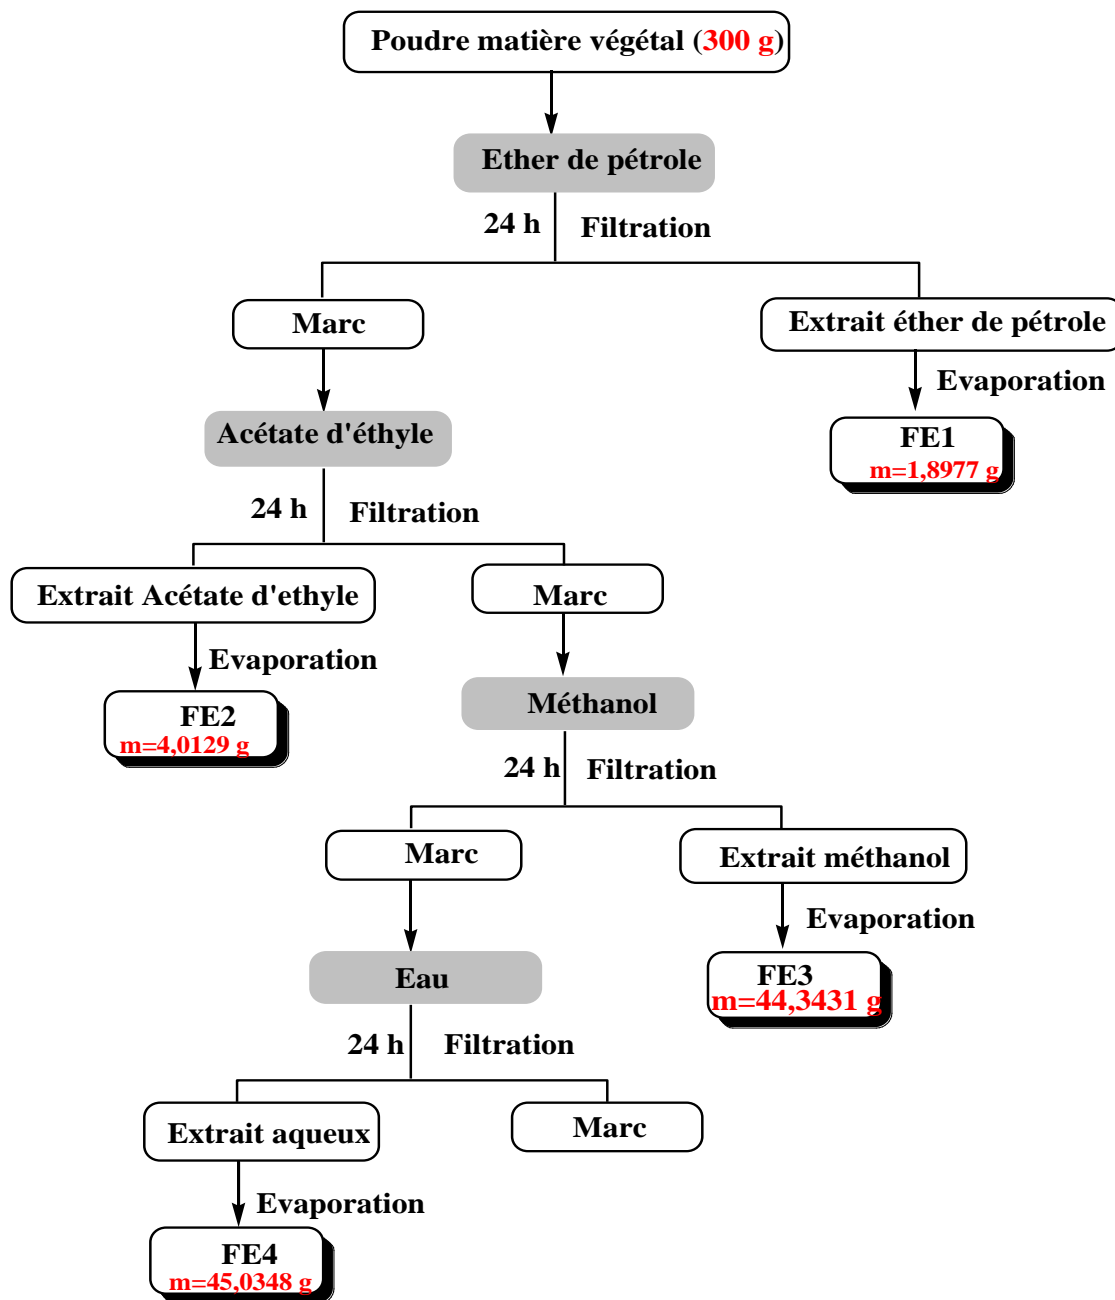 Poudre matière végétal (300 g)
Ether de pétrole
24 h Filtration
Marc
Extrait éther de pétrole
Evaporation
Acétate d'éthyle
FE1
m=1,8977 g
24 h Filtration
Extrait Acétate d'ethyle
Marc
Evaporation
FE2
m=4,0129 g
Méthanol
24 h Filtration
Marc
Extrait méthanol
Evaporation
Eau
FE3
m=44,3431 g
24 h Filtration
Extrait aqueux
Marc
Evaporation
FE4
m=45,0348 g